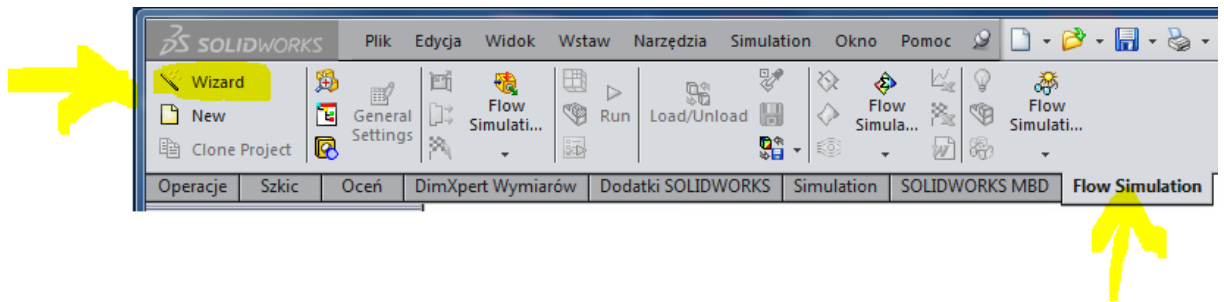 SOLIDWORKS Plik Edycja Widok Wstaw Narzędzia Simulation Okno Pomoc
Wizard
New
Clone Project
General
Settings
Flow
Simulati...
Run
Load/Unload
Flow
Simula...
Flow
Simulati...
Operacje Szkic Oceń DimXpert Wymiarów Dodatki SOLIDWORKS Simulation SOLIDWORKS MBD Flow Simulation